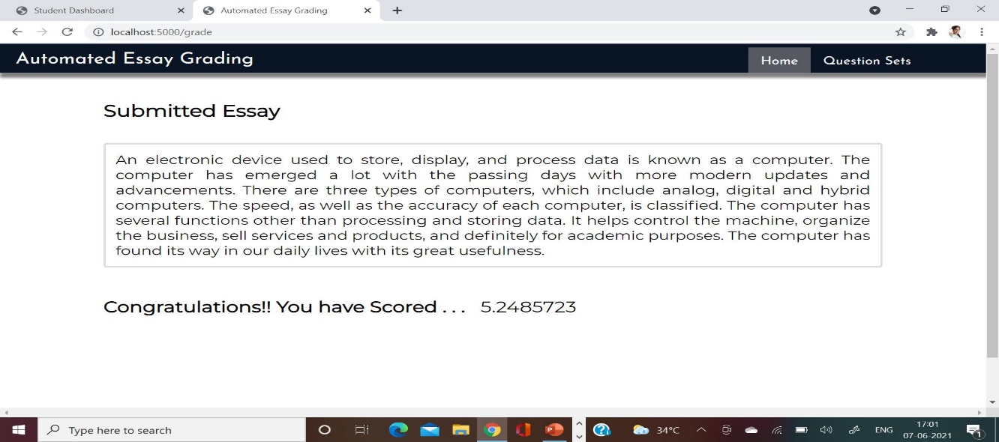 Student Dashboard
Automated Essay Grading
localhost:5000/grade
Automated Essay Grading
Home
Question Sets
Submitted Essay
An electronic device used to store, display, and process data is known as a computer. The
computer has emerged a lot with the passing days with more modern updates and
advancements. There are three types of computers, which include analog, digital and hybrid
computers. The speed, as well as the accuracy of each computer, is classified. The computer has
several functions other than processing and storing data. It helps control the machine, organize
the business, sell services and products, and definitely for academic purposes. The computer has
found its way in our daily lives with its great usefulness.
Congratulations!! You have Scored . . . 5.2485723
Type here to search
34°C
ENG
17:01
07-06-2021
1